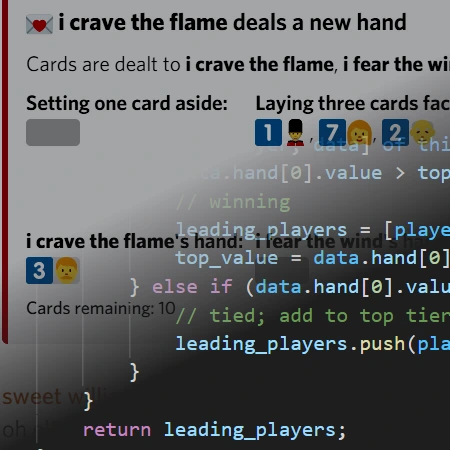 i crave the flame deals a new hand
Cards are dealt to i crave the flame, i fear the wi
Setting one card aside: Laying three cards fac
1, 7, 2
data] of thi
.hand[0].value > top
// winning
leading_players = [playe
i crave the flame's hand: i fear the wind's
top_value = data.hand[0]
3
} else if (data.hand[0].valu
Cards remaining: 10
// tied; add to top tier
leading_players.push(pla
}
sweet
}
oh
return leading_players;